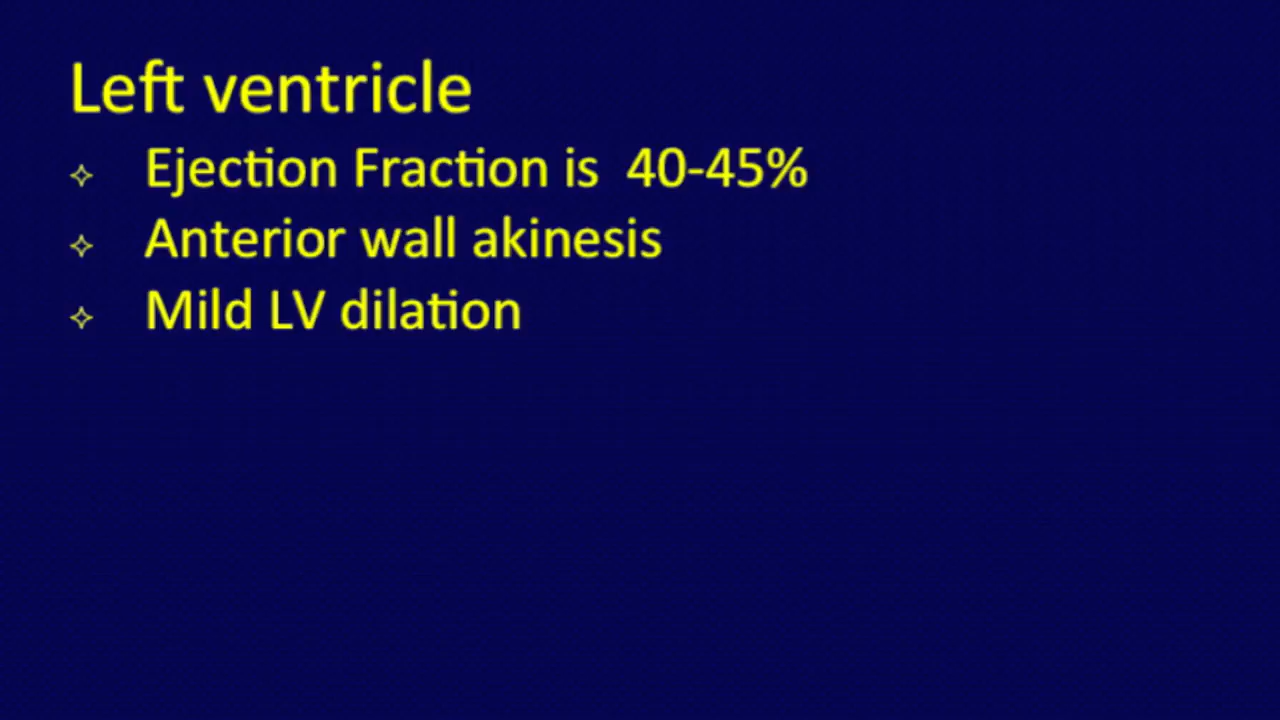 Left ventricle
✧ Ejection Fraction is 40-45%
✧ Anterior wall akinesis
✧ Mild LV dilation